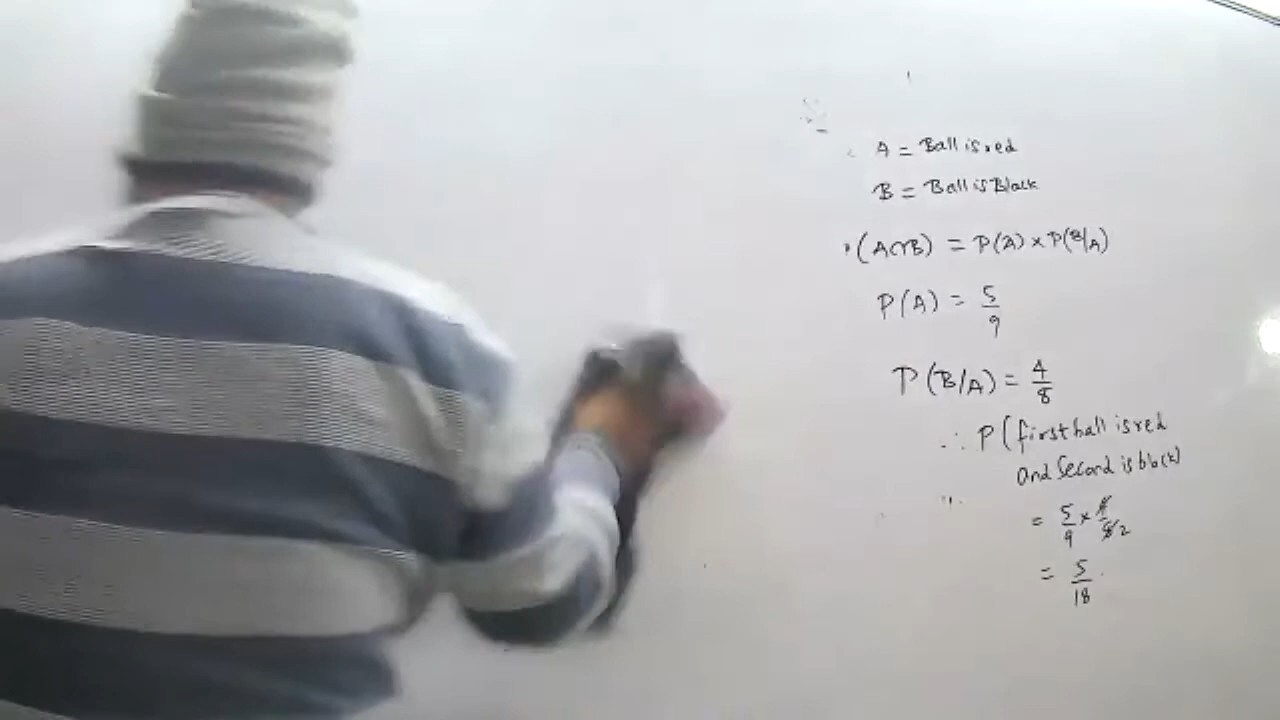 A = Ball is red
B = Ball is Black
(A∩B) = P(A) × P(B/A)
P(A) = 5/9
P(B/A) = 4/8
∴ P(first ball is red
and second is black)
= 5/9 × 4/8 2
= 5/18